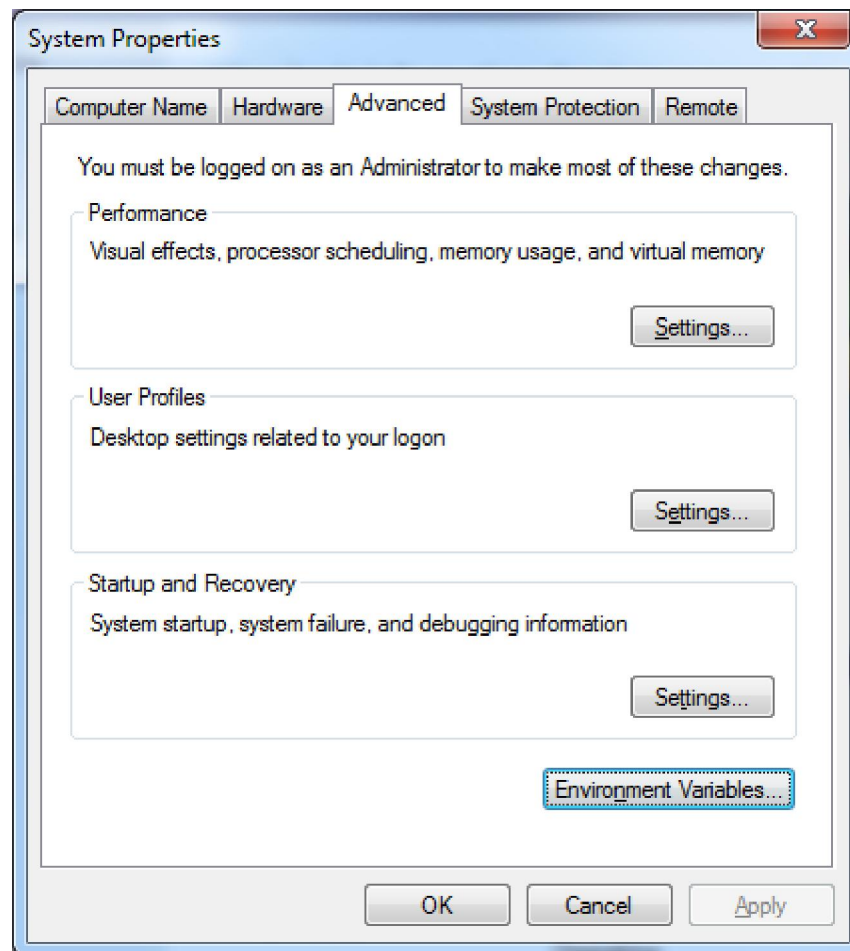 System Properties
Computer Name Hardware Advanced System Protection Remote
You must be logged on as an Administrator to make most of these changes.
Performance
Visual effects, processor scheduling, memory usage, and virtual memory
Settings...
User Profiles
Desktop settings related to your logon
Settings...
Startup and Recovery
System startup, system failure, and debugging information
Settings...
Environment Variables...
OK Cancel Apply